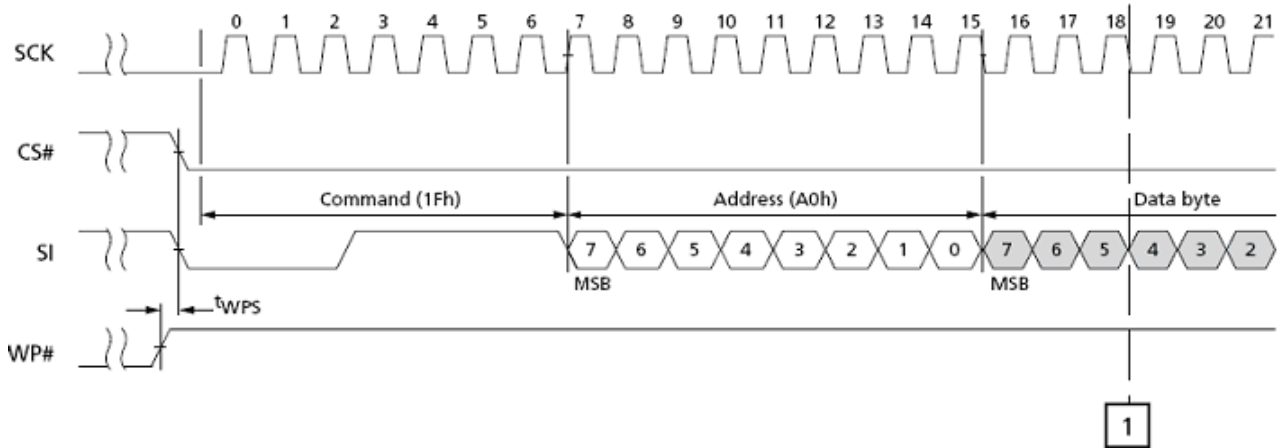 0 1 2 3 4 5 6 7 8 9 10 11 12 13 14 15 16 17 18 19 20 21
SCK
CS#
Command (1Fh) Address (A0h) Data byte
SI 7 6 5 4 3 2 1 0 7 6 5 4 3 2
MSB MSB
tWPS
WP#
1